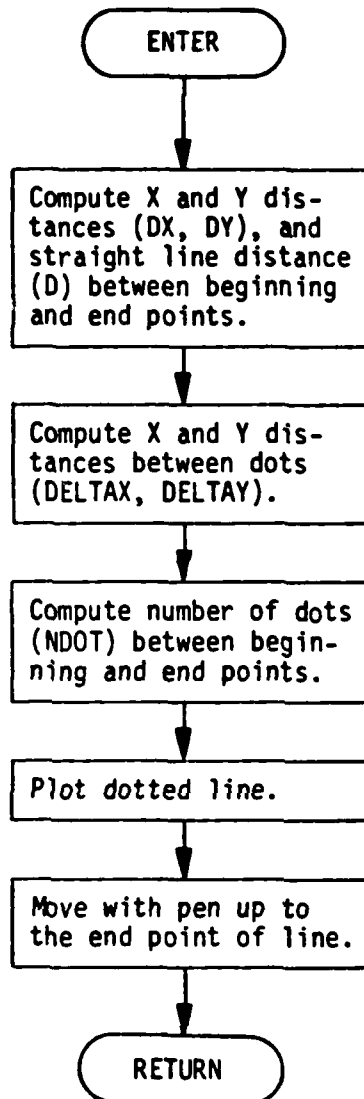 ENTER
Compute X and Y dis-
tances (DX, DY), and
straight line distance
(D) between beginning
and end points.
Compute X and Y dis-
tances between dots
(DELTAX, DELTAY).
Compute number of dots
(NDOT) between begin-
ning and end points.
Plot dotted line.
Move with pen up to
the end point of line.
RETURN